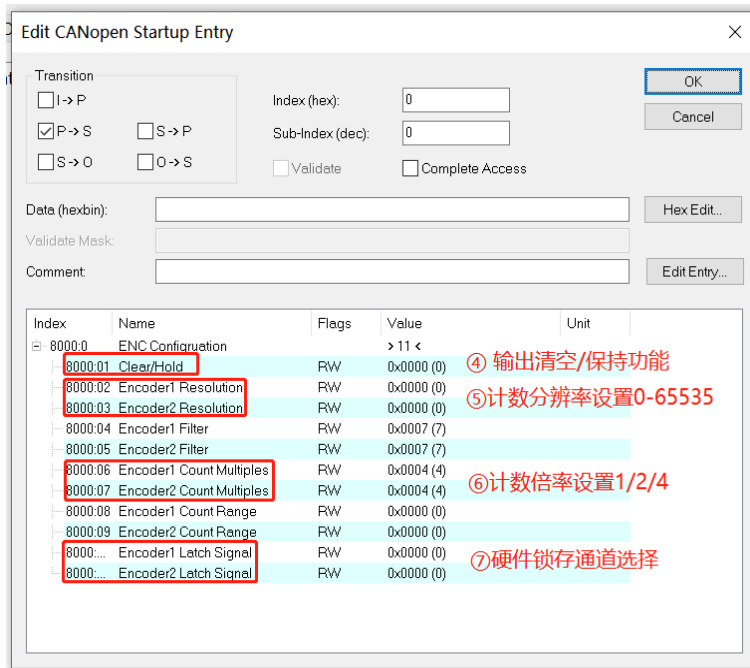 Edit CANopen Startup Entry
Transition
I -> P
P -> S
S -> P
S -> O
O -> S
Index (hex):
0
Sub-Index (dec):
0
Validate
Complete Access
OK
Cancel
Data (hexbin):
Hex Edit...
Validate Mask:
Comment:
Edit Entry...
Index Name Flags Value Unit
8000:0 ENC Configruation > 11 <
8000:01 Clear/Hold RW 0x0000 (0) ④ 输出清空/保持功能
8000:02 Encoder1 Resolution RW 0x0000 (0)
⑤计数分辨率设置0-65535
8000:03 Encoder2 Resolution RW 0x0000 (0)
8000:04 Encoder1 Filter RW 0x0007 (7)
8000:05 Encoder2 Filter RW 0x0007 (7)
8000:06 Encoder1 Count Multiples RW 0x0004 (4)
⑥计数倍率设置1/2/4
8000:07 Encoder2 Count Multiples RW 0x0004 (4)
8000:08 Encoder1 Count Range RW 0x0000 (0)
8000:09 Encoder2 Count Range RW 0x0000 (0)
8000:... Encoder1 Latch Signal RW 0x0000 (0)
⑦硬件锁存通道选择
8000:... Encoder2 Latch Signal RW 0x0000 (0)